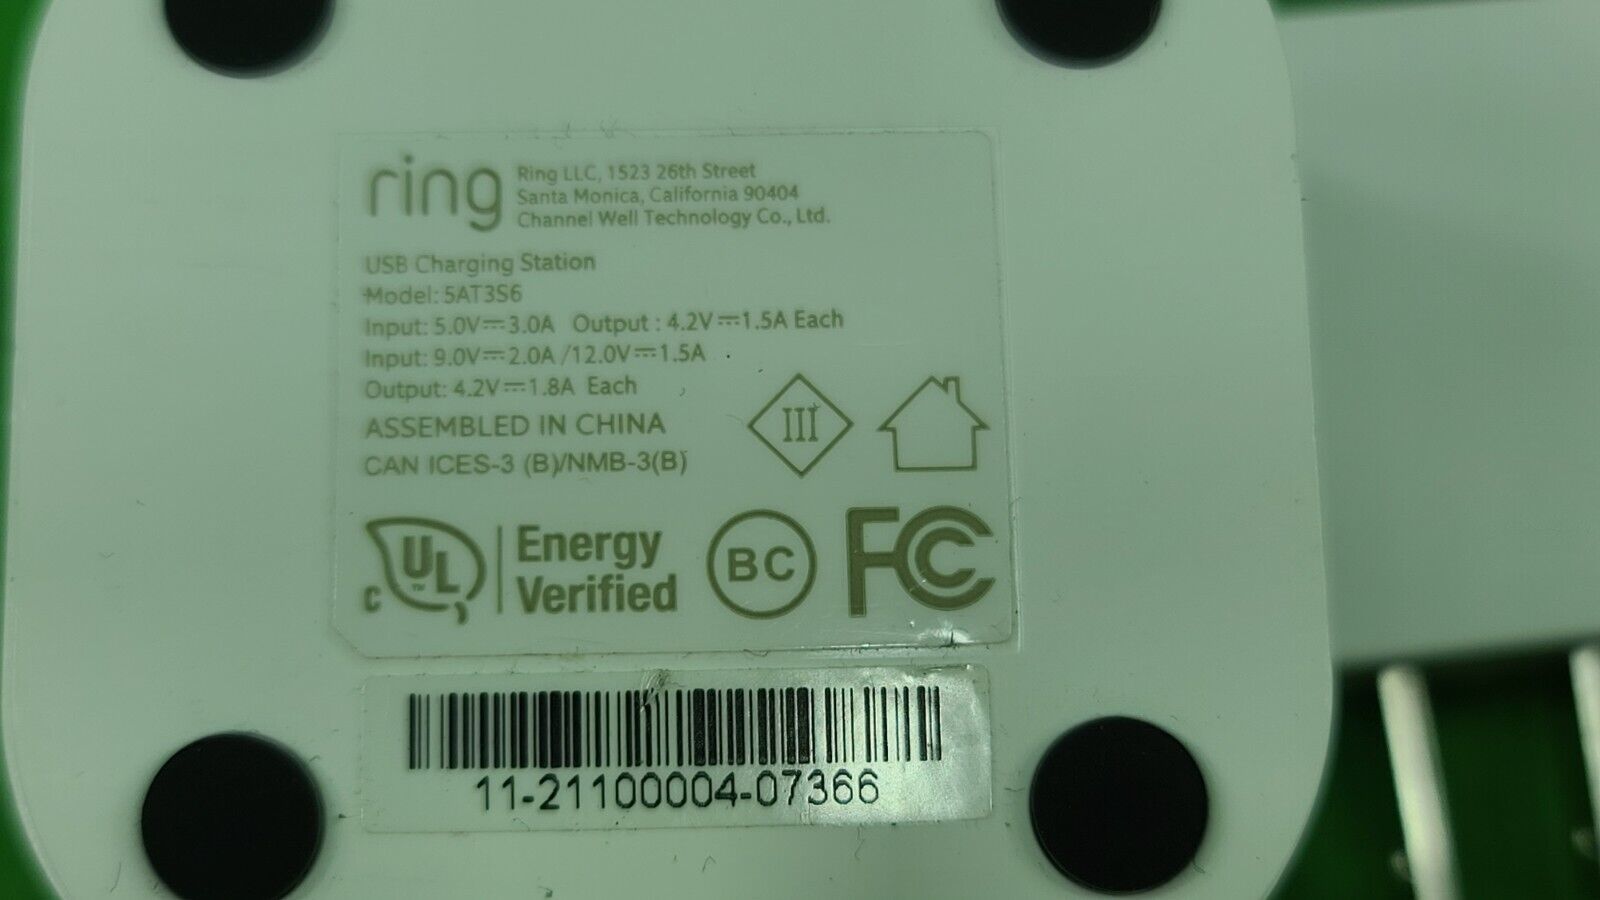 ring
Ring LLC, 1523 26th Street
Santa Monica, California 90404
Channel Well Technology Co., Ltd.
USB Charging Station
Model: 5AT3S6
Input: 5.0V⎓3.0A Output : 4.2V⎓1.5A Each
Input: 9.0V⎓2.0A /12.0V⎓1.5A
Output: 4.2V⎓1.8A Each
ASSEMBLED IN CHINA
CAN ICES-3 (B)/NMB-3(B)
III
c UL™
Energy
Verified
BC
FC
11-21100004-07366